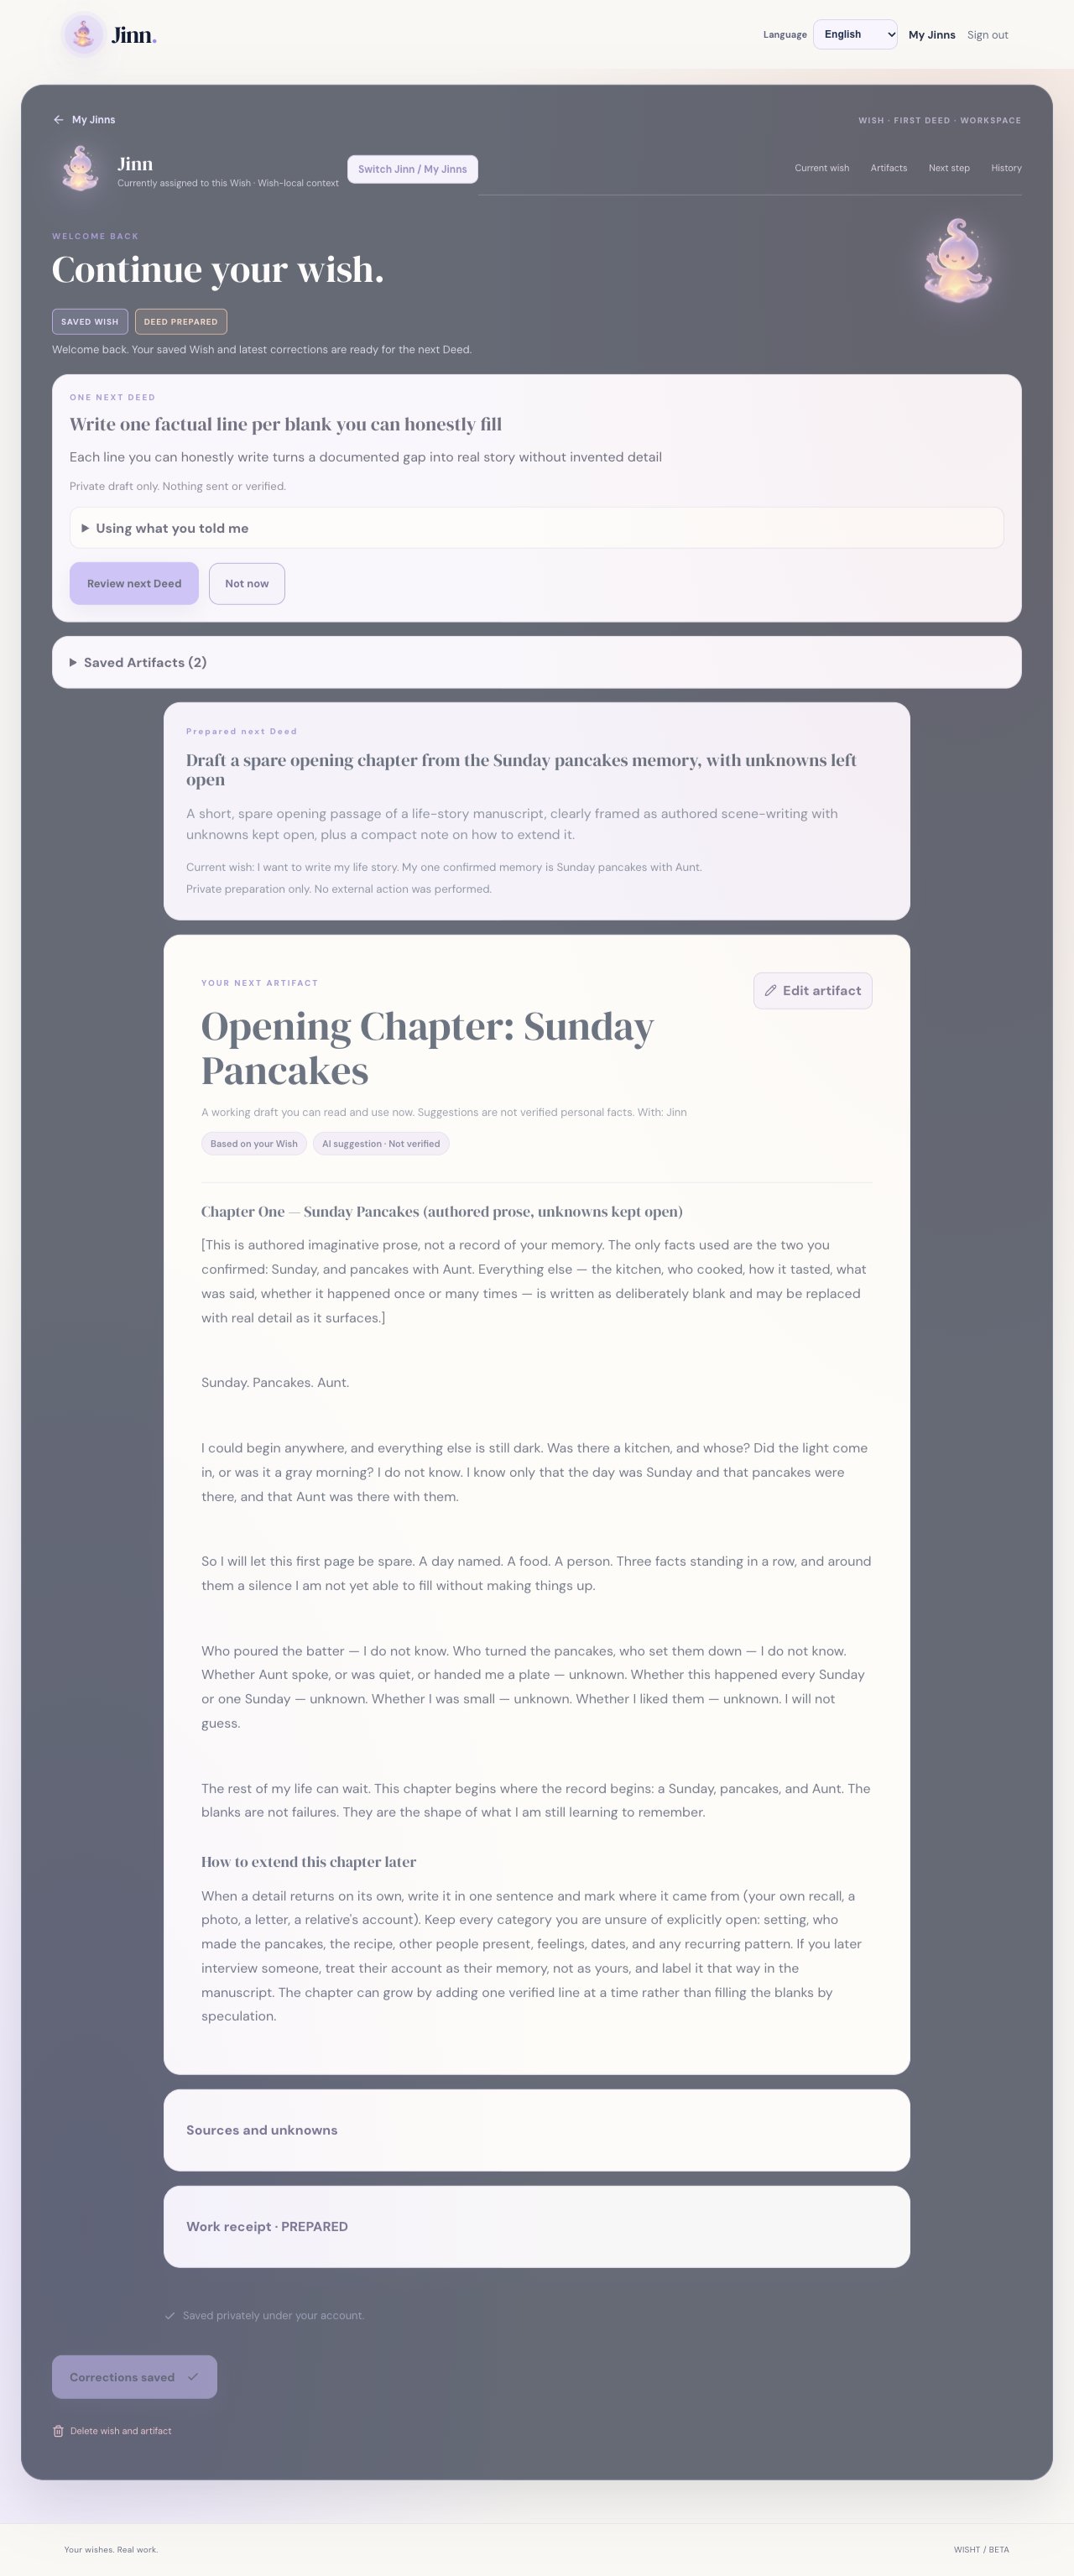 Jinn.
Language
English
My Jinns
Sign out
My Jinns
WISH · FIRST DEED · WORKSPACE
Jinn
Currently assigned to this Wish · Wish-local context
Switch Jinn / My Jinns
Current wish
Artifacts
Next step
History
WELCOME BACK
Continue your wish.
SAVED WISH
DEED PREPARED
Welcome back. Your saved Wish and latest corrections are ready for the next Deed.
ONE NEXT DEED
Write one factual line per blank you can honestly fill
Each line you can honestly write turns a documented gap into real story without invented detail
Private draft only. Nothing sent or verified.
Using what you told me
Review next Deed
Not now
Saved Artifacts (2)
Prepared next Deed
Draft a spare opening chapter from the Sunday pancakes memory, with unknowns left
open
A short, spare opening passage of a life-story manuscript, clearly framed as authored scene-writing with
unknowns kept open, plus a compact note on how to extend it.
Current wish: I want to write my life story. My one confirmed memory is Sunday pancakes with Aunt.
Private preparation only. No external action was performed.
YOUR NEXT ARTIFACT
Edit artifact
Opening Chapter: Sunday
Pancakes
A working draft you can read and use now. Suggestions are not verified personal facts. With: Jinn
Based on your Wish
AI suggestion · Not verified
Chapter One — Sunday Pancakes (authored prose, unknowns kept open)
[This is authored imaginative prose, not a record of your memory. The only facts used are the two you
confirmed: Sunday, and pancakes with Aunt. Everything else — the kitchen, who cooked, how it tasted, what
was said, whether it happened once or many times — is written as deliberately blank and may be replaced
with real detail as it surfaces.]
Sunday. Pancakes. Aunt.
I could begin anywhere, and everything else is still dark. Was there a kitchen, and whose? Did the light come
in, or was it a gray morning? I do not know. I know only that the day was Sunday and that pancakes were
there, and that Aunt was there with them.
So I will let this first page be spare. A day named. A food. A person. Three facts standing in a row, and around
them a silence I am not yet able to fill without making things up.
Who poured the batter — I do not know. Who turned the pancakes, who set them down — I do not know.
Whether Aunt spoke, or was quiet, or handed me a plate — unknown. Whether this happened every Sunday
or one Sunday — unknown. Whether I was small — unknown. Whether I liked them — unknown. I will not
guess.
The rest of my life can wait. This chapter begins where the record begins: a Sunday, pancakes, and Aunt. The
blanks are not failures. They are the shape of what I am still learning to remember.
How to extend this chapter later
When a detail returns on its own, write it in one sentence and mark where it came from (your own recall, a
photo, a letter, a relative's account). Keep every category you are unsure of explicitly open: setting, who
made the pancakes, the recipe, other people present, feelings, dates, and any recurring pattern. If you later
interview someone, treat their account as their memory, not as yours, and label it that way in the
manuscript. The chapter can grow by adding one verified line at a time rather than filling the blanks by
speculation.
Sources and unknowns
Work receipt · PREPARED
Saved privately under your account.
Corrections saved
Delete wish and artifact
Your wishes. Real work.
WISHT / BETA